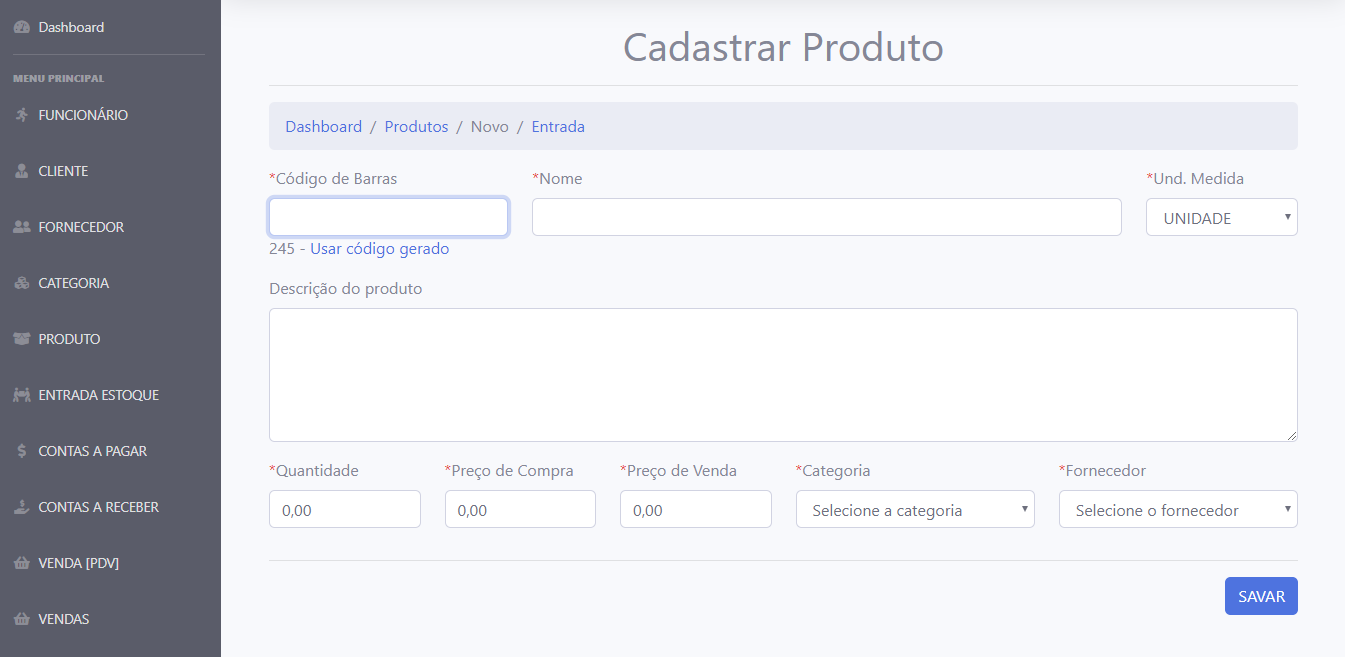 Dashboard
MENU PRINCIPAL
FUNCIONÁRIO
CLIENTE
FORNECEDOR
CATEGORIA
PRODUTO
ENTRADA ESTOQUE
CONTAS A PAGAR
CONTAS A RECEBER
VENDA [PDV]
VENDAS
Cadastrar Produto
Dashboard / Produtos / Novo / Entrada
*Código de Barras *Nome *Und. Medida
UNIDADE
245 - Usar código gerado
Descrição do produto
*Quantidade *Preço de Compra *Preço de Venda *Categoria *Fornecedor
0,00 0,00 0,00 Selecione a categoria Selecione o fornecedor
SAVAR